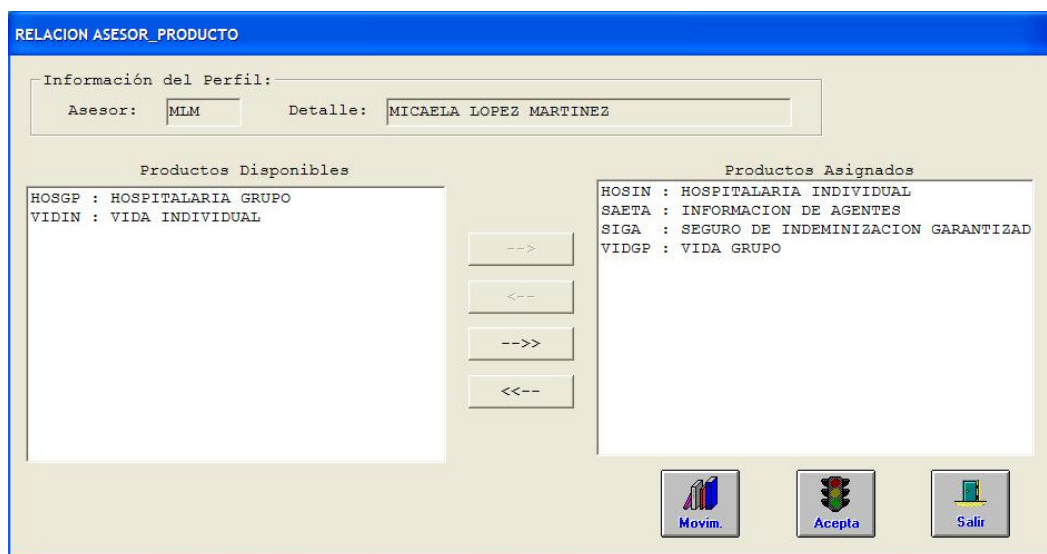 RELACION ASESOR_PRODUCTO
Información del Perfil:
Asesor: MLM Detalle: MICAELA LOPEZ MARTINEZ
Productos Disponibles
HOSGP : HOSPITALARIA GRUPO
VIDIN : VIDA INDIVIDUAL
-->
<--
-->>
<<--
Productos Asignados
HOSIN : HOSPITALARIA INDIVIDUAL
SAETA : INFORMACION DE AGENTES
SIGA : SEGURO DE INDEMINIZACION GARANTIZAD
VIDGP : VIDA GRUPO
Movim. Acepta Salir